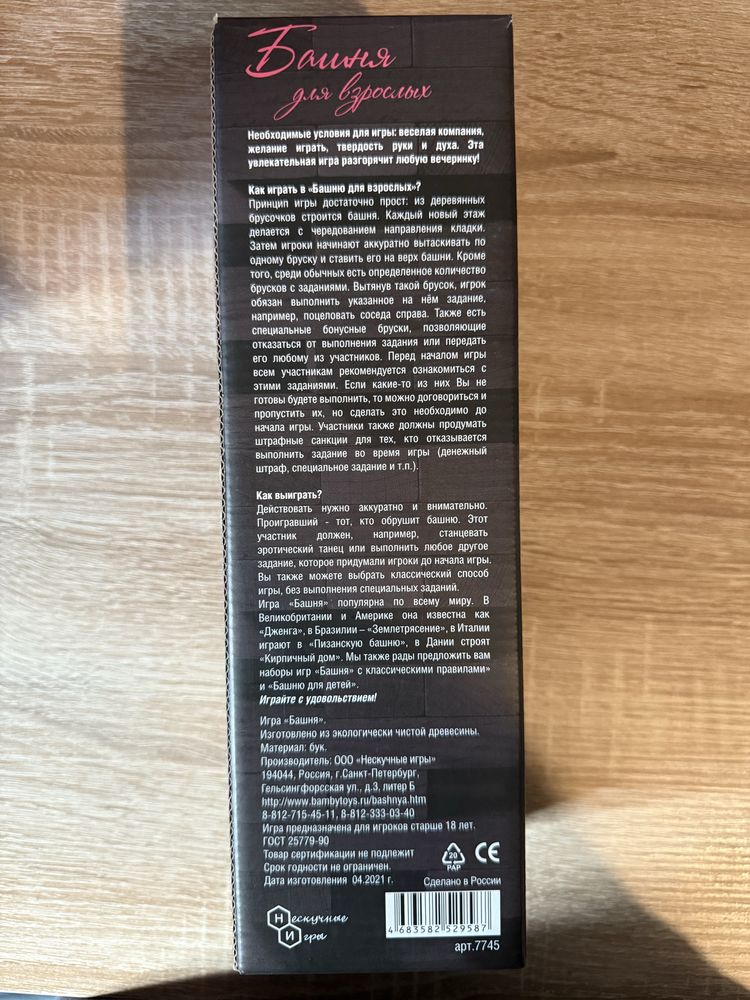 Башня
для взрослых
Необходимые условия для игры: веселая компания,
желание играть, твердость руки и духа. Эта
увлекательная игра разгорячит любую вечеринку!
Как играть в «Башню для взрослых»?
Принцип игры достаточно прост: из деревянных
брусочков строится башня. Каждый новый этаж
делается с чередованием направления кладки.
Затем игроки начинают аккуратно вытаскивать по
одному бруску и ставить его на верх башни. Кроме
того, среди обычных есть определенное количество
брусков с заданиями. Вытянув такой брусок, игрок
обязан выполнить указанное на нём задание,
например, поцеловать соседа справа. Также есть
специальные бонусные бруски, позволяющие
отказаться от выполнения задания или передать
его любому из участников. Перед началом игры
всем участникам рекомендуется ознакомиться с
этими заданиями. Если какие-то из них Вы не
готовы будете выполнить, то можно договориться и
пропустить их, но сделать это необходимо до
начала игры. Участники также должны продумать
штрафные санкции для тех, кто отказывается
выполнить задание во время игры (денежный
штраф, специальное задание и т.п.).
Как выиграть?
Действовать нужно аккуратно и внимательно.
Проигравший - тот, кто обрушит башню. Этот
участник должен, например, станцевать
эротический танец или выполнить любое другое
задание, которое придумали игроки до начала игры.
Вы также можете выбрать классический способ
игры, без выполнения специальных заданий.
Игра «Башня» популярна по всему миру. В
Великобритании и Америке она известна как
«Дженга», в Бразилии – «Землетрясение», в Италии
играют в «Пизанскую башню», в Дании строят
«Кирпичный дом». Мы также рады предложить вам
наборы игр «Башня» с классическими правилами»
и «Башню для детей».
Играйте с удовольствием!
Игра «Башня».
Изготовлено из экологически чистой древесины.
Материал: бук.
Производитель: ООО «Нескучные игры»
194044, Россия, г.Санкт-Петербург,
Гельсингфорсская ул., д.3, литер Б
http://www.bambytoys.ru/bashnya.htm
8-812-715-45-11, 8-812-333-03-40
Игра предназначена для игроков старше 18 лет.
ГОСТ 25779-90
Товар сертификации не подлежит
Срок годности не ограничен.
Дата изготовления 04.2021 г.
20
PAP
CE
Сделано в России
Нескучные
Игры
4 683582 529587
арт.7745